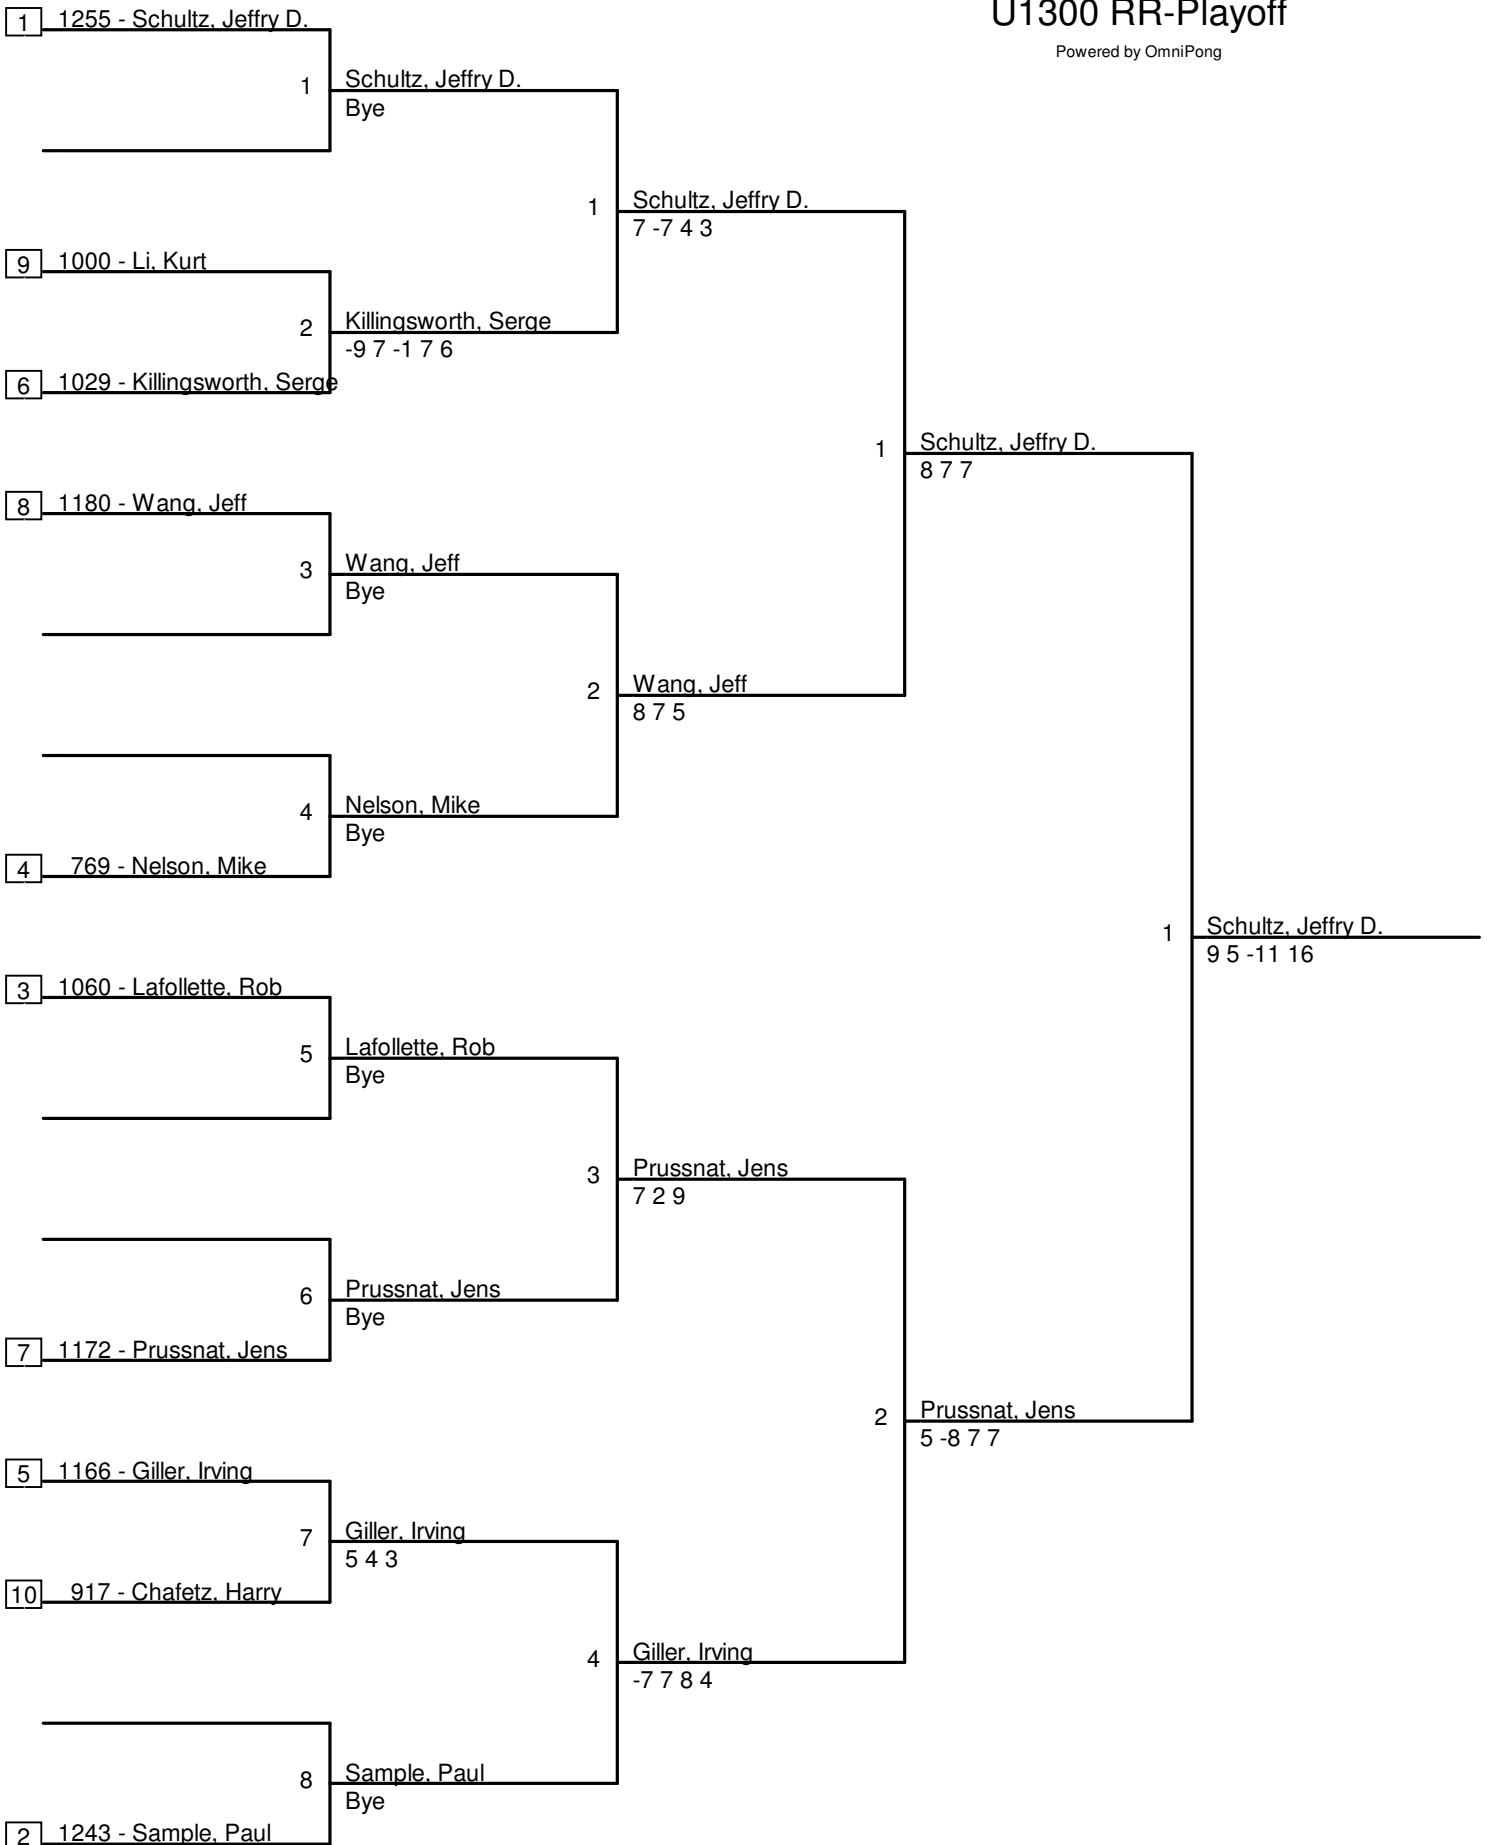 U1300 RR-Playoff
Powered by OmniPong
1 1255 - Schultz, Jeffry D.
1 Schultz, Jeffry D.
Bye
1 Schultz, Jeffry D.
7 -7 4 3
9 1000 - Li, Kurt
2 Killingsworth, Serge
-9 7 -1 7 6
6 1029 - Killingsworth, Serge
1 Schultz, Jeffry D.
8 7 7
8 1180 - Wang, Jeff
3 Wang, Jeff
Bye
2 Wang, Jeff
8 7 5
4 Nelson, Mike
Bye
4 769 - Nelson, Mike
1 Schultz, Jeffry D.
9 5 -11 16
3 1060 - Lafollette, Rob
5 Lafollette, Rob
Bye
3 Prussnat, Jens
7 2 9
6 Prussnat, Jens
Bye
7 1172 - Prussnat, Jens
2 Prussnat, Jens
5 -8 7 7
5 1166 - Giller, Irving
7 Giller, Irving
5 4 3
10 917 - Chafetz, Harry
4 Giller, Irving
-7 7 8 4
8 Sample, Paul
Bye
2 1243 - Sample, Paul